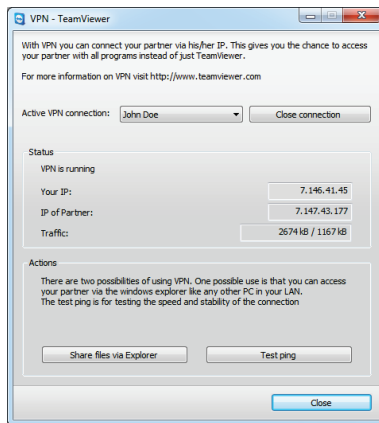 VPN - TeamViewer
With VPN you can connect your partner via his/her IP. This gives you the chance to access
your partner with all programs instead of just TeamViewer.
For more information on VPN visit http://www.teamviewer.com
Active VPN connection: John Doe Close connection
Status
VPN is running
Your IP: 7.146.41.45
IP of Partner: 7.147.43.177
Traffic: 2674 kB / 1167 kB
Actions
There are two possibilities of using VPN. One possible use is that you can access
your partner via the windows explorer like any other PC in your LAN.
The test ping is for testing the speed and stability of the connection
Share files via Explorer Test ping
Close